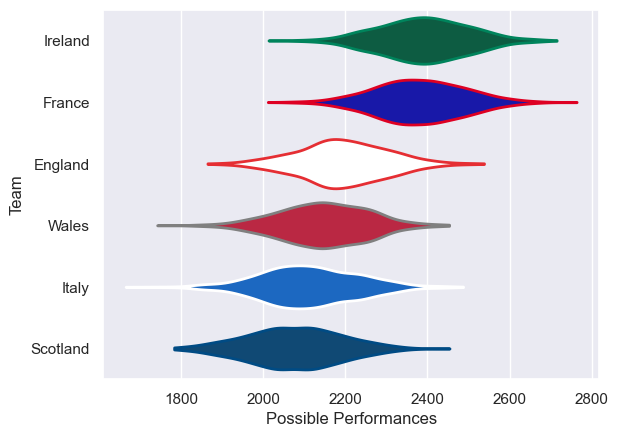 Ireland
France
England
Wales
Italy
Scotland
Team
1800 2000 2200 2400 2600 2800
Possible Performances